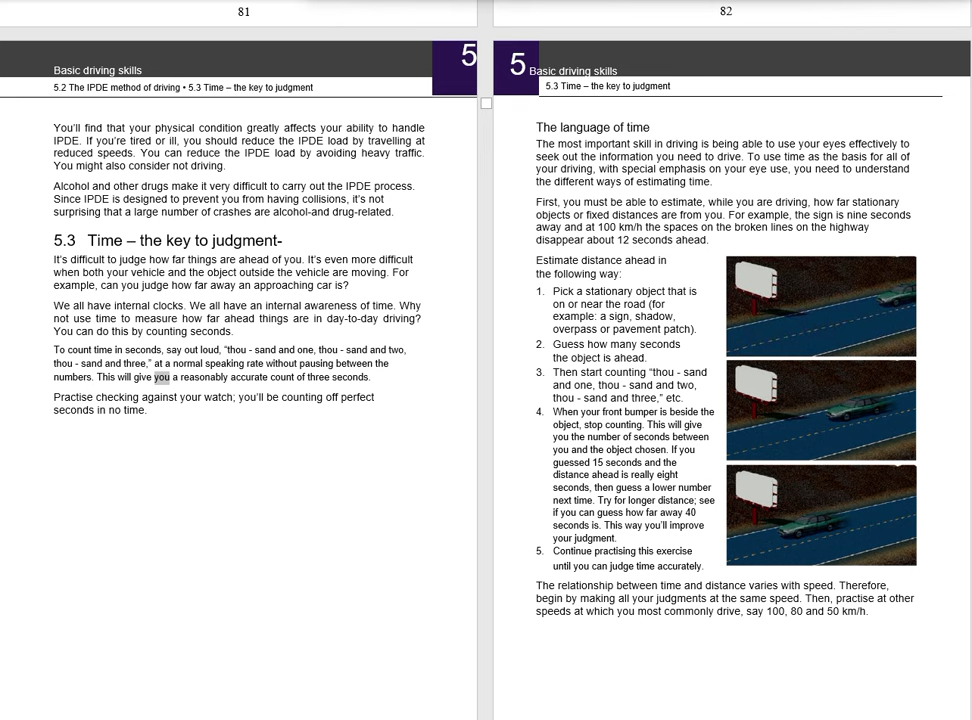 81
82
Basic driving skills
5
5.2 The IPDE method of driving • 5.3 Time – the key to judgment
You'll find that your physical condition greatly affects your ability to handle
IPDE. If you're tired or ill, you should reduce the IPDE load by travelling at
reduced speeds. You can reduce the IPDE load by avoiding heavy traffic.
You might also consider not driving.
Alcohol and other drugs make it very difficult to carry out the IPDE process.
Since IPDE is designed to prevent you from having collisions, it's not
surprising that a large number of crashes are alcohol-and drug-related.
5.3 Time – the key to judgment-
It's difficult to judge how far things are ahead of you. It's even more difficult
when both your vehicle and the object outside the vehicle are moving. For
example, can you judge how far away an approaching car is?
We all have internal clocks. We all have an internal awareness of time. Why
not use time to measure how far ahead things are in day-to-day driving?
You can do this by counting seconds.
To count time in seconds, say out loud, “thou - sand and one, thou - sand and two,
thou - sand and three,” at a normal speaking rate without pausing between the
numbers. This will give you a reasonably accurate count of three seconds.
Practise checking against your watch; you'll be counting off perfect
seconds in no time.
5 Basic driving skills
5.3 Time – the key to judgment
The language of time
The most important skill in driving is being able to use your eyes effectively to
seek out the information you need to drive. To use time as the basis for all of
your driving, with special emphasis on your eye use, you need to understand
the different ways of estimating time.
First, you must be able to estimate, while you are driving, how far stationary
objects or fixed distances are from you. For example, the sign is nine seconds
away and at 100 km/h the spaces on the broken lines on the highway
disappear about 12 seconds ahead.
Estimate distance ahead in
the following way:
1. Pick a stationary object that is
on or near the road (for
example: a sign, shadow,
overpass or pavement patch).
2. Guess how many seconds
the object is ahead.
3. Then start counting “thou - sand
and one, thou - sand and two,
thou - sand and three,” etc.
4. When your front bumper is beside the
object, stop counting. This will give
you the number of seconds between
you and the object chosen. If you
guessed 15 seconds and the
distance ahead is really eight
seconds, then guess a lower number
next time. Try for longer distance; see
if you can guess how far away 40
seconds is. This way you'll improve
your judgment.
5. Continue practising this exercise
until you can judge time accurately.
The relationship between time and distance varies with speed. Therefore,
begin by making all your judgments at the same speed. Then, practise at other
speeds at which you most commonly drive, say 100, 80 and 50 km/h.